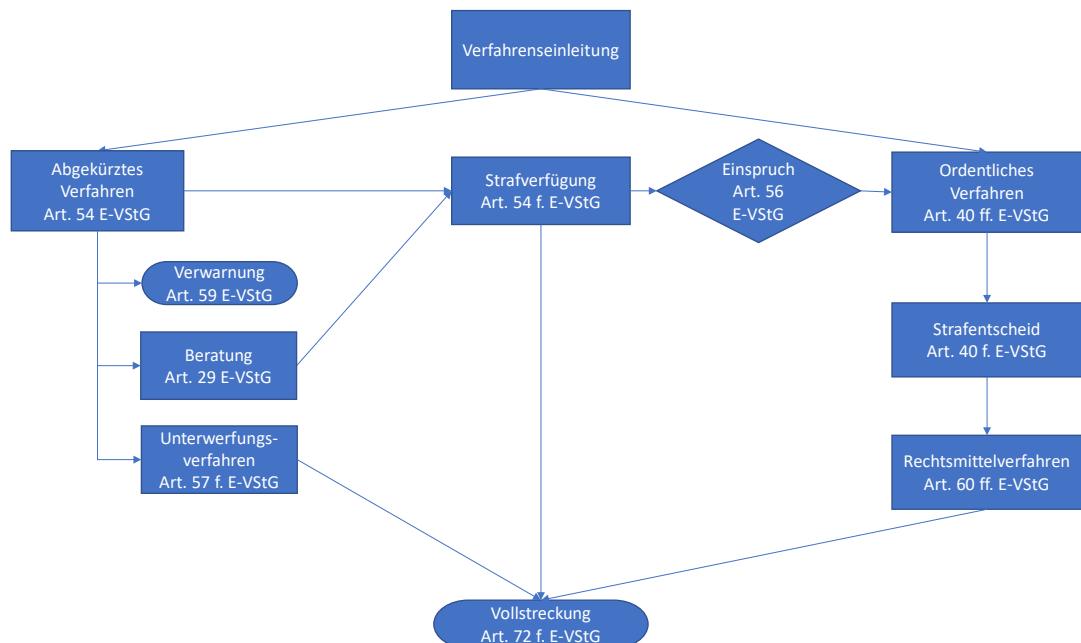 Verfahrenseinleitung
Abgekürztes
Verfahren
Art. 54 E-VStG
Strafverfügung
Art. 54 f. E-VStG
Einspruch
Art. 56
E-VStG
Ordentliches
Verfahren
Art. 40 ff. E-VStG
Verwarnung
Art. 59 E-VStG
Beratung
Art. 29 E-VStG
Strafentscheid
Art. 40 f. E-VStG
Unterwerfungs-
verfahren
Art. 57 f. E-VStG
Rechtsmittelverfahren
Art. 60 ff. E-VStG
Vollstreckung
Art. 72 f. E-VStG